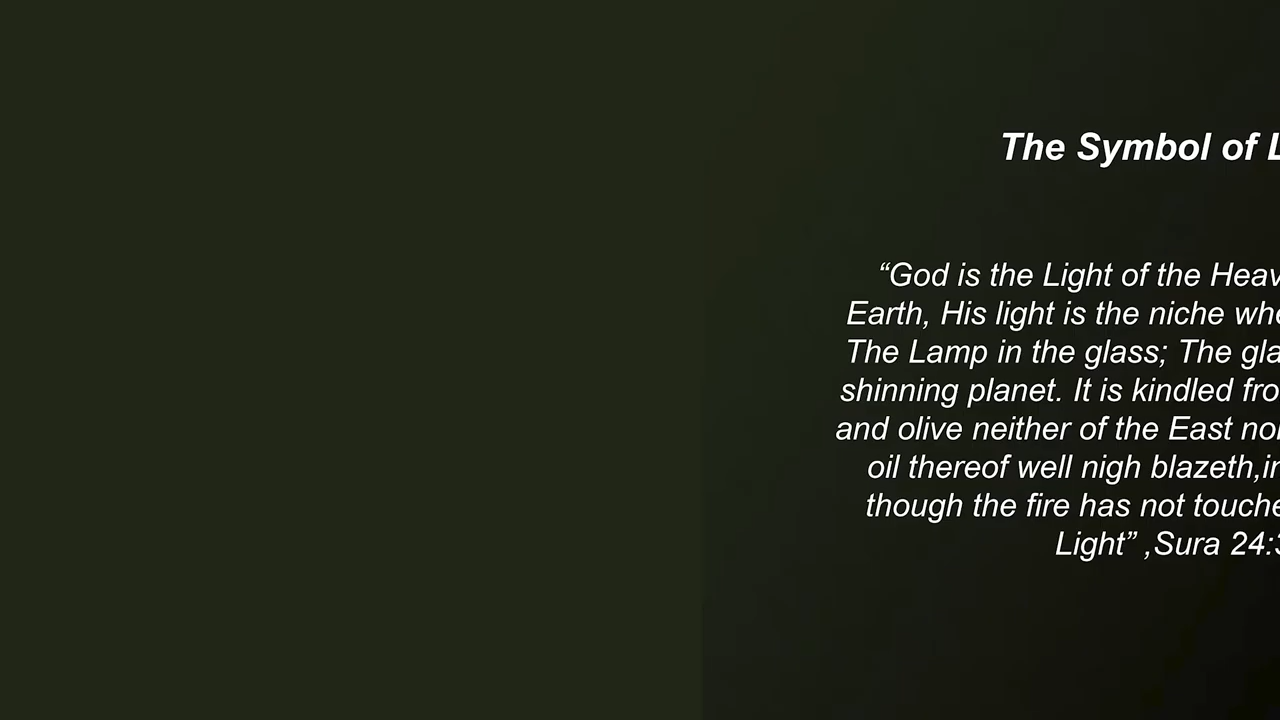 The Symbol of
“God is the Light of the
Earth, His light is the niche
The Lamp in the glass; The
shinning planet. It is kindled
and olive neither of the East
oil thereof well nigh blazeth,
though the fire has not
Light” ,Sura